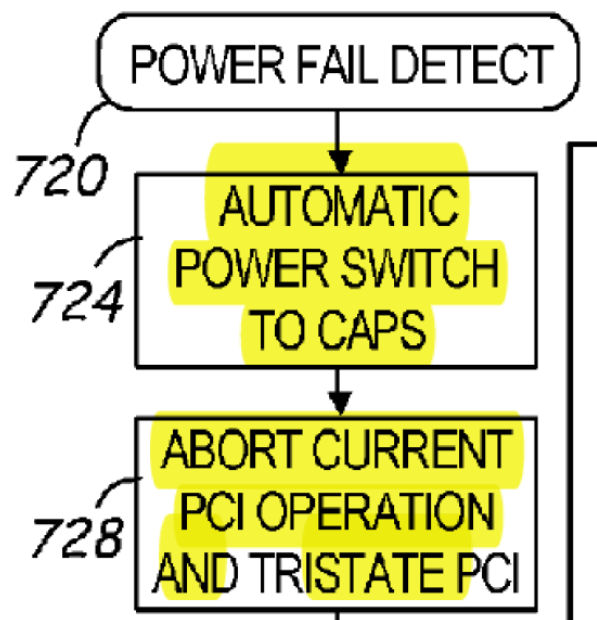 POWER FAIL DETECT
720
AUTOMATIC
POWER SWITCH
TO CAPS
724
ABORT CURRENT
PCI OPERATION
AND TRISTATE PCI
728